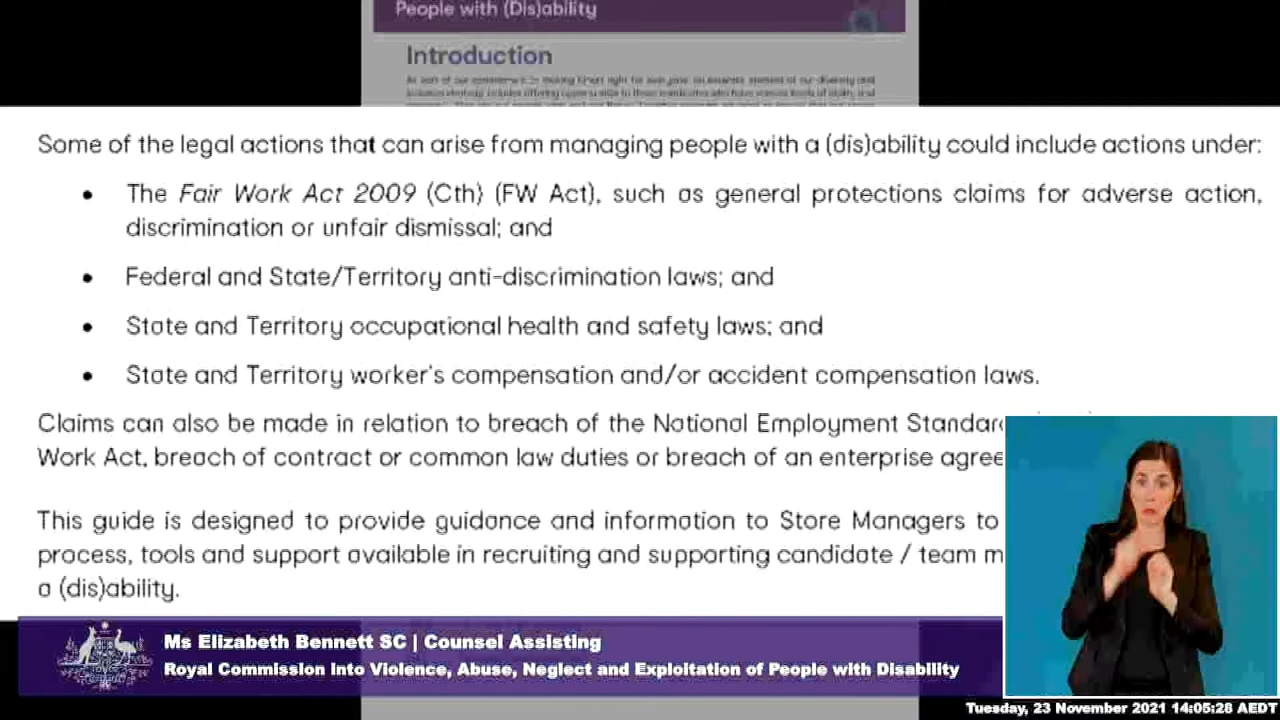 People with (Dis)ability
Introduction
Some of the legal actions that can arise from managing people with a (dis)ability could include actions under:
• The Fair Work Act 2009 (Cth) (FW Act), such as general protections claims for adverse action,
discrimination or unfair dismissal; and
• Federal and State/Territory anti-discrimination laws; and
• State and Territory occupational health and safety laws; and
• State and Territory worker's compensation and/or accident compensation laws.
Claims can also be made in relation to breach of the National Employment Standard
Work Act, breach of contract or common law duties or breach of an enterprise agree
This guide is designed to provide guidance and information to Store Managers to
process, tools and support available in recruiting and supporting candidate / team m
a (dis)ability.
Ms Elizabeth Bennett SC | Counsel Assisting
Royal Commission into Violence, Abuse, Neglect and Exploitation of People with Disability
Tuesday, 23 November 2021 14:05:28 AEDT